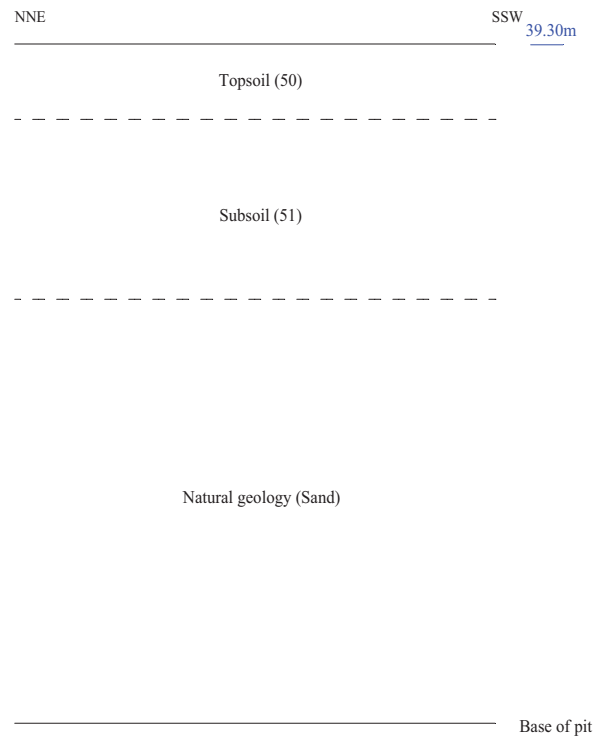 NNE
SSW
39.30m
Topsoil (50)
Subsoil (51)
Natural geology (Sand)
Base of pit